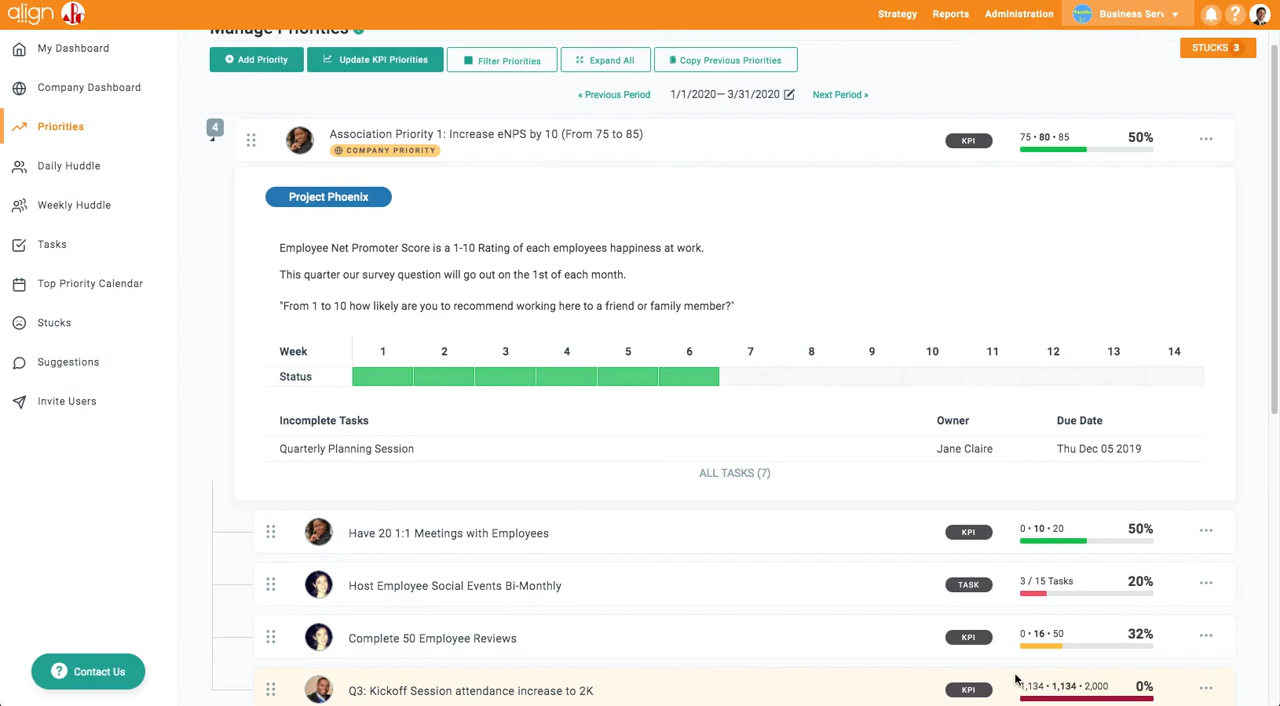 align
Strategy
Reports
Administration
Business Serv
STUCKS 3
My Dashboard
Company Dashboard
Priorities
Daily Huddle
Weekly Huddle
Tasks
Top Priority Calendar
Stucks
Suggestions
Invite Users
Contact Us
Manage Priorities
Add Priority
Update KPI Priorities
Filter Priorities
Expand All
Copy Previous Priorities
« Previous Period
1/1/2020— 3/31/2020
Next Period »
4
Association Priority 1: Increase eNPS by 10 (From 75 to 85)
COMPANY PRIORITY
KPI
75 • 80 • 85
50%
Project Phoenix
Employee Net Promoter Score is a 1-10 Rating of each employees happiness at work.
This quarter our survey question will go out on the 1st of each month.
"From 1 to 10 how likely are you to recommend working here to a friend or family member?"
Week 1 2 3 4 5 6 7 8 9 10 11 12 13 14
Status
Incomplete Tasks Owner Due Date
Quarterly Planning Session Jane Claire Thu Dec 05 2019
ALL TASKS (7)
Have 20 1:1 Meetings with Employees KPI 0 • 10 • 20 50%
Host Employee Social Events Bi-Monthly TASK 3 / 15 Tasks 20%
Complete 50 Employee Reviews KPI 0 • 16 • 50 32%
Q3: Kickoff Session attendance increase to 2K KPI 1,134 • 1,134 • 2,000 0%